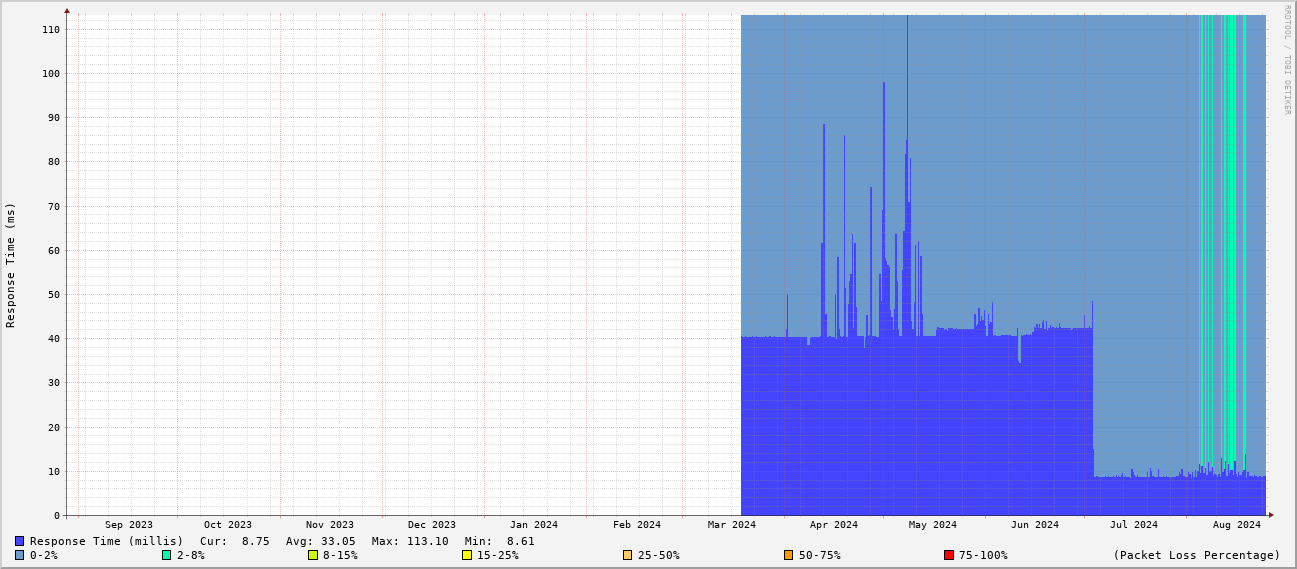 RRDTOOL / TOBI OETIKER
Response Time (ms)
110
100
90
80
70
60
50
40
30
20
10
0
Sep 2023 Oct 2023 Nov 2023 Dec 2023 Jan 2024 Feb 2024 Mar 2024 Apr 2024 May 2024 Jun 2024 Jul 2024 Aug 2024
Response Time (millis) Cur: 8.75 Avg: 33.05 Max: 113.10 Min: 8.61
0-2% 2-8% 8-15% 15-25% 25-50% 50-75% 75-100% (Packet Loss Percentage)